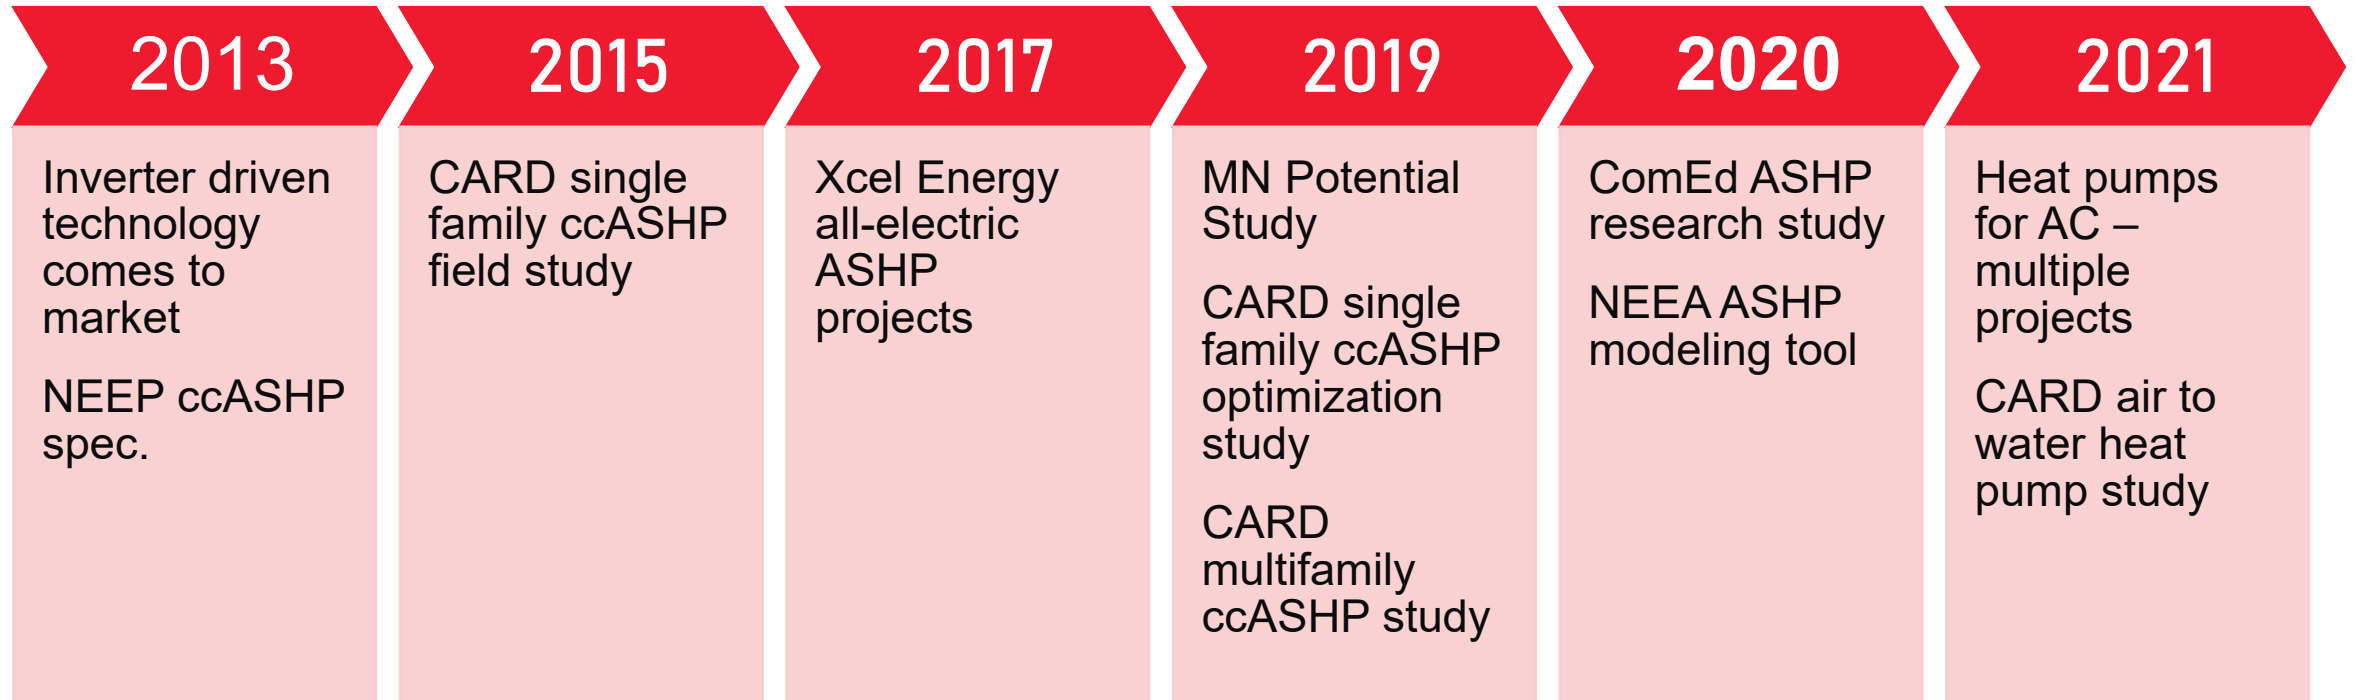 2013
Inverter driven
technology
comes to
market
NEEP ccASHP
spec.
2015
CARD single
family ccASHP
field study
2017
Xcel Energy
all-electric
ASHP
projects
2019
MN Potential
Study
CARD single
family ccASHP
optimization
study
CARD
multifamily
ccASHP study
2020
ComEd ASHP
research study
NEEA ASHP
modeling tool
2021
Heat pumps
for AC –
multiple
projects
CARD air to
water heat
pump study